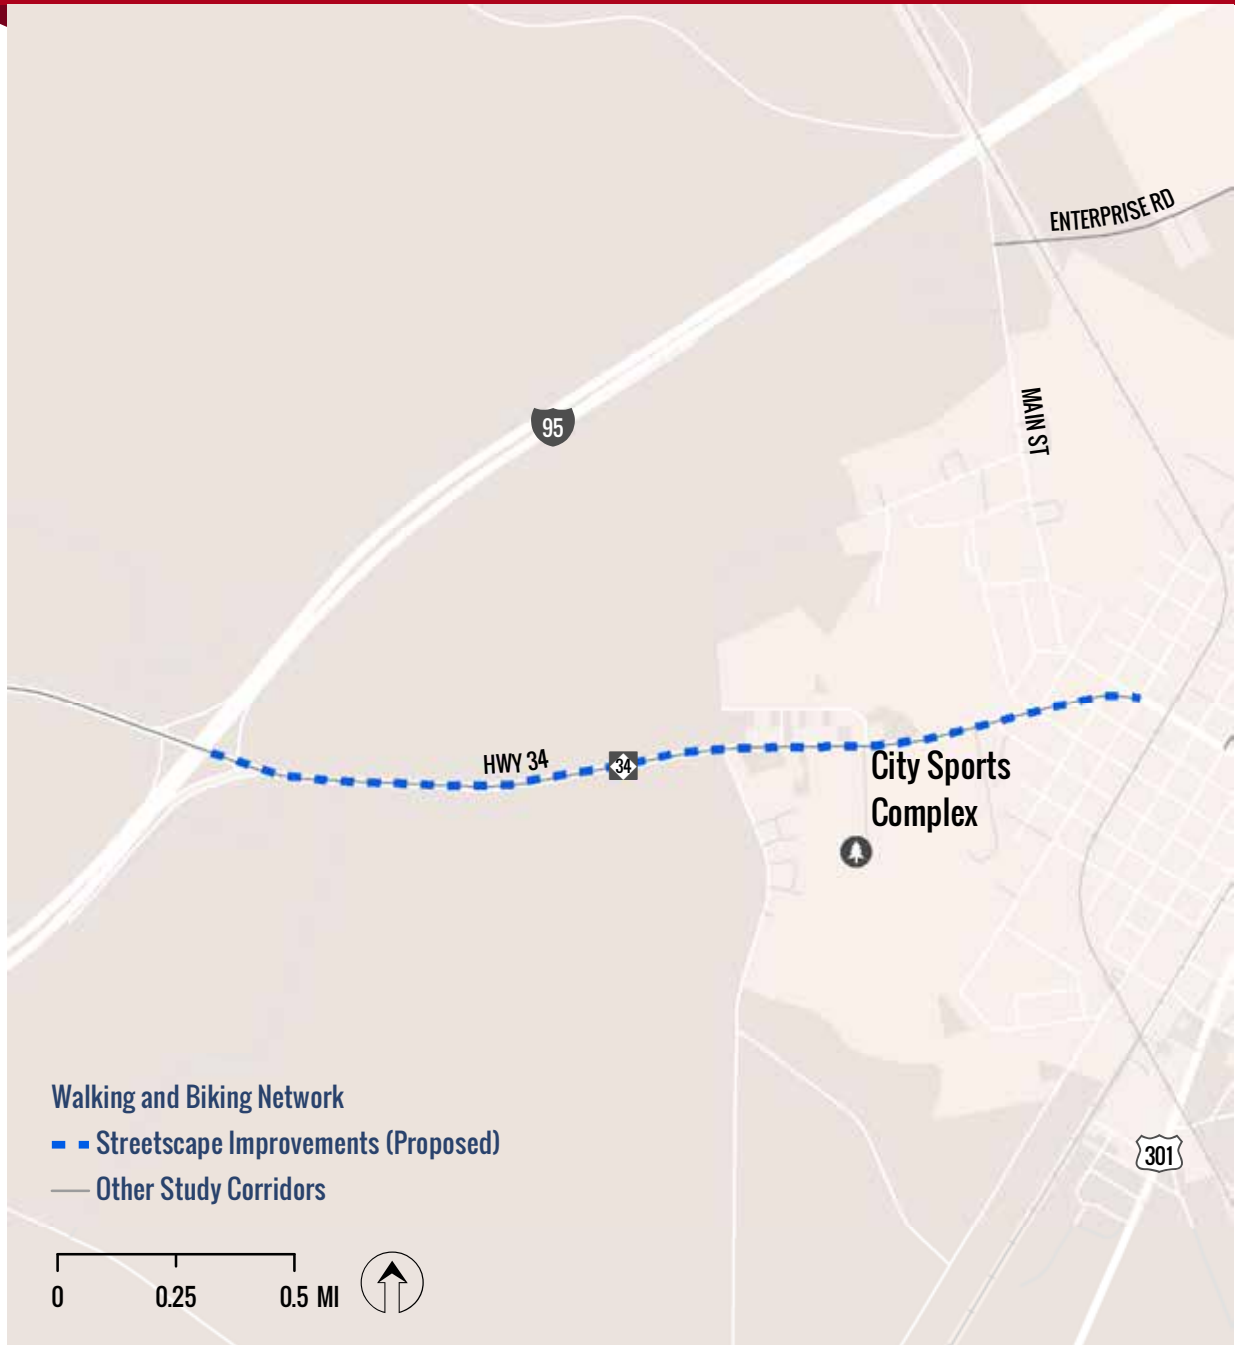 ENTERPRISE RD
MAIN ST
95
HWY 34
34
City Sports
Complex
301
Walking and Biking Network
Streetscape Improvements (Proposed)
Other Study Corridors
0 0.25 0.5 MI